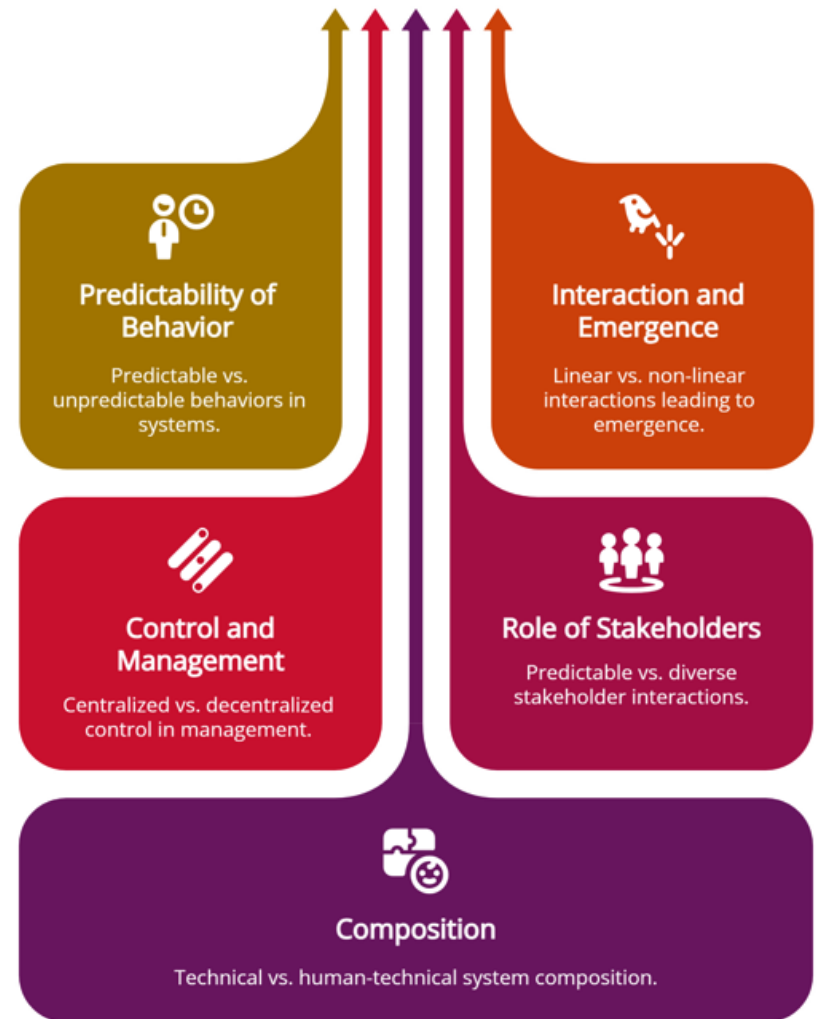 Predictability of
Behavior
Predictable vs.
unpredictable behaviors in
systems.
Interaction and
Emergence
Linear vs. non-linear
interactions leading to
emergence.
Control and
Management
Centralized vs. decentralized
control in management.
Role of Stakeholders
Predictable vs. diverse
stakeholder interactions.
Composition
Technical vs. human-technical system composition.